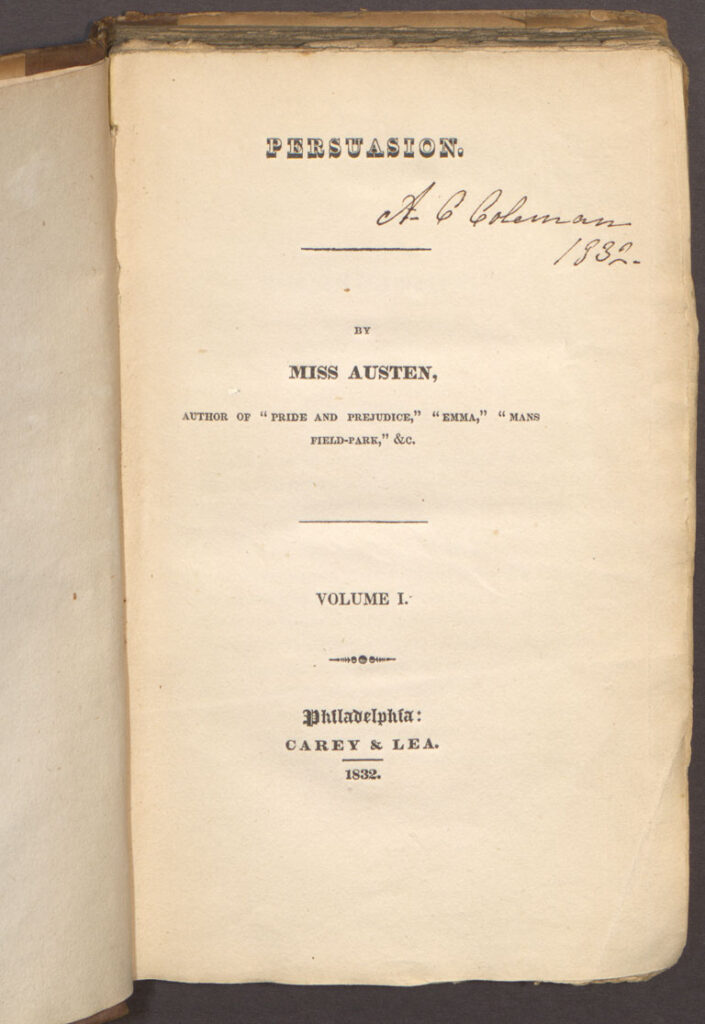 PERSUASION.
A C Coleman
1832.
BY
MISS AUSTEN,
AUTHOR OF “PRIDE AND PREJUDICE,” “EMMA,” “MANS
FIELD-PARK,” &C.
VOLUME I.
Philadelphia:
CAREY & LEA.
1832.